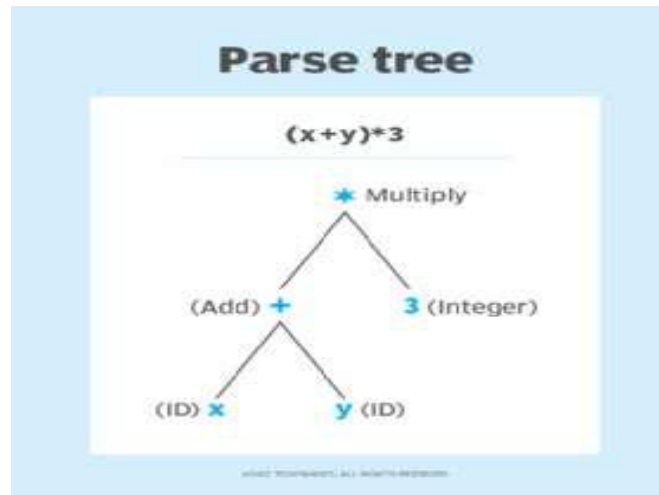 Parse tree
(x+y)*3
* Multiply
(Add) + 3 (Integer)
(ID) x y (ID)